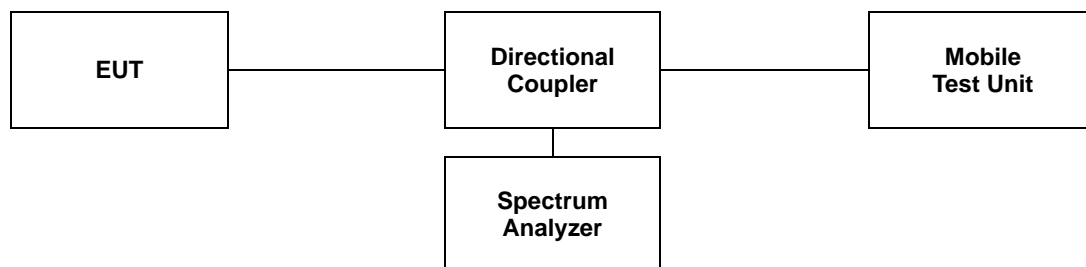 EUT
Directional
Coupler
Mobile
Test Unit
Spectrum
Analyzer